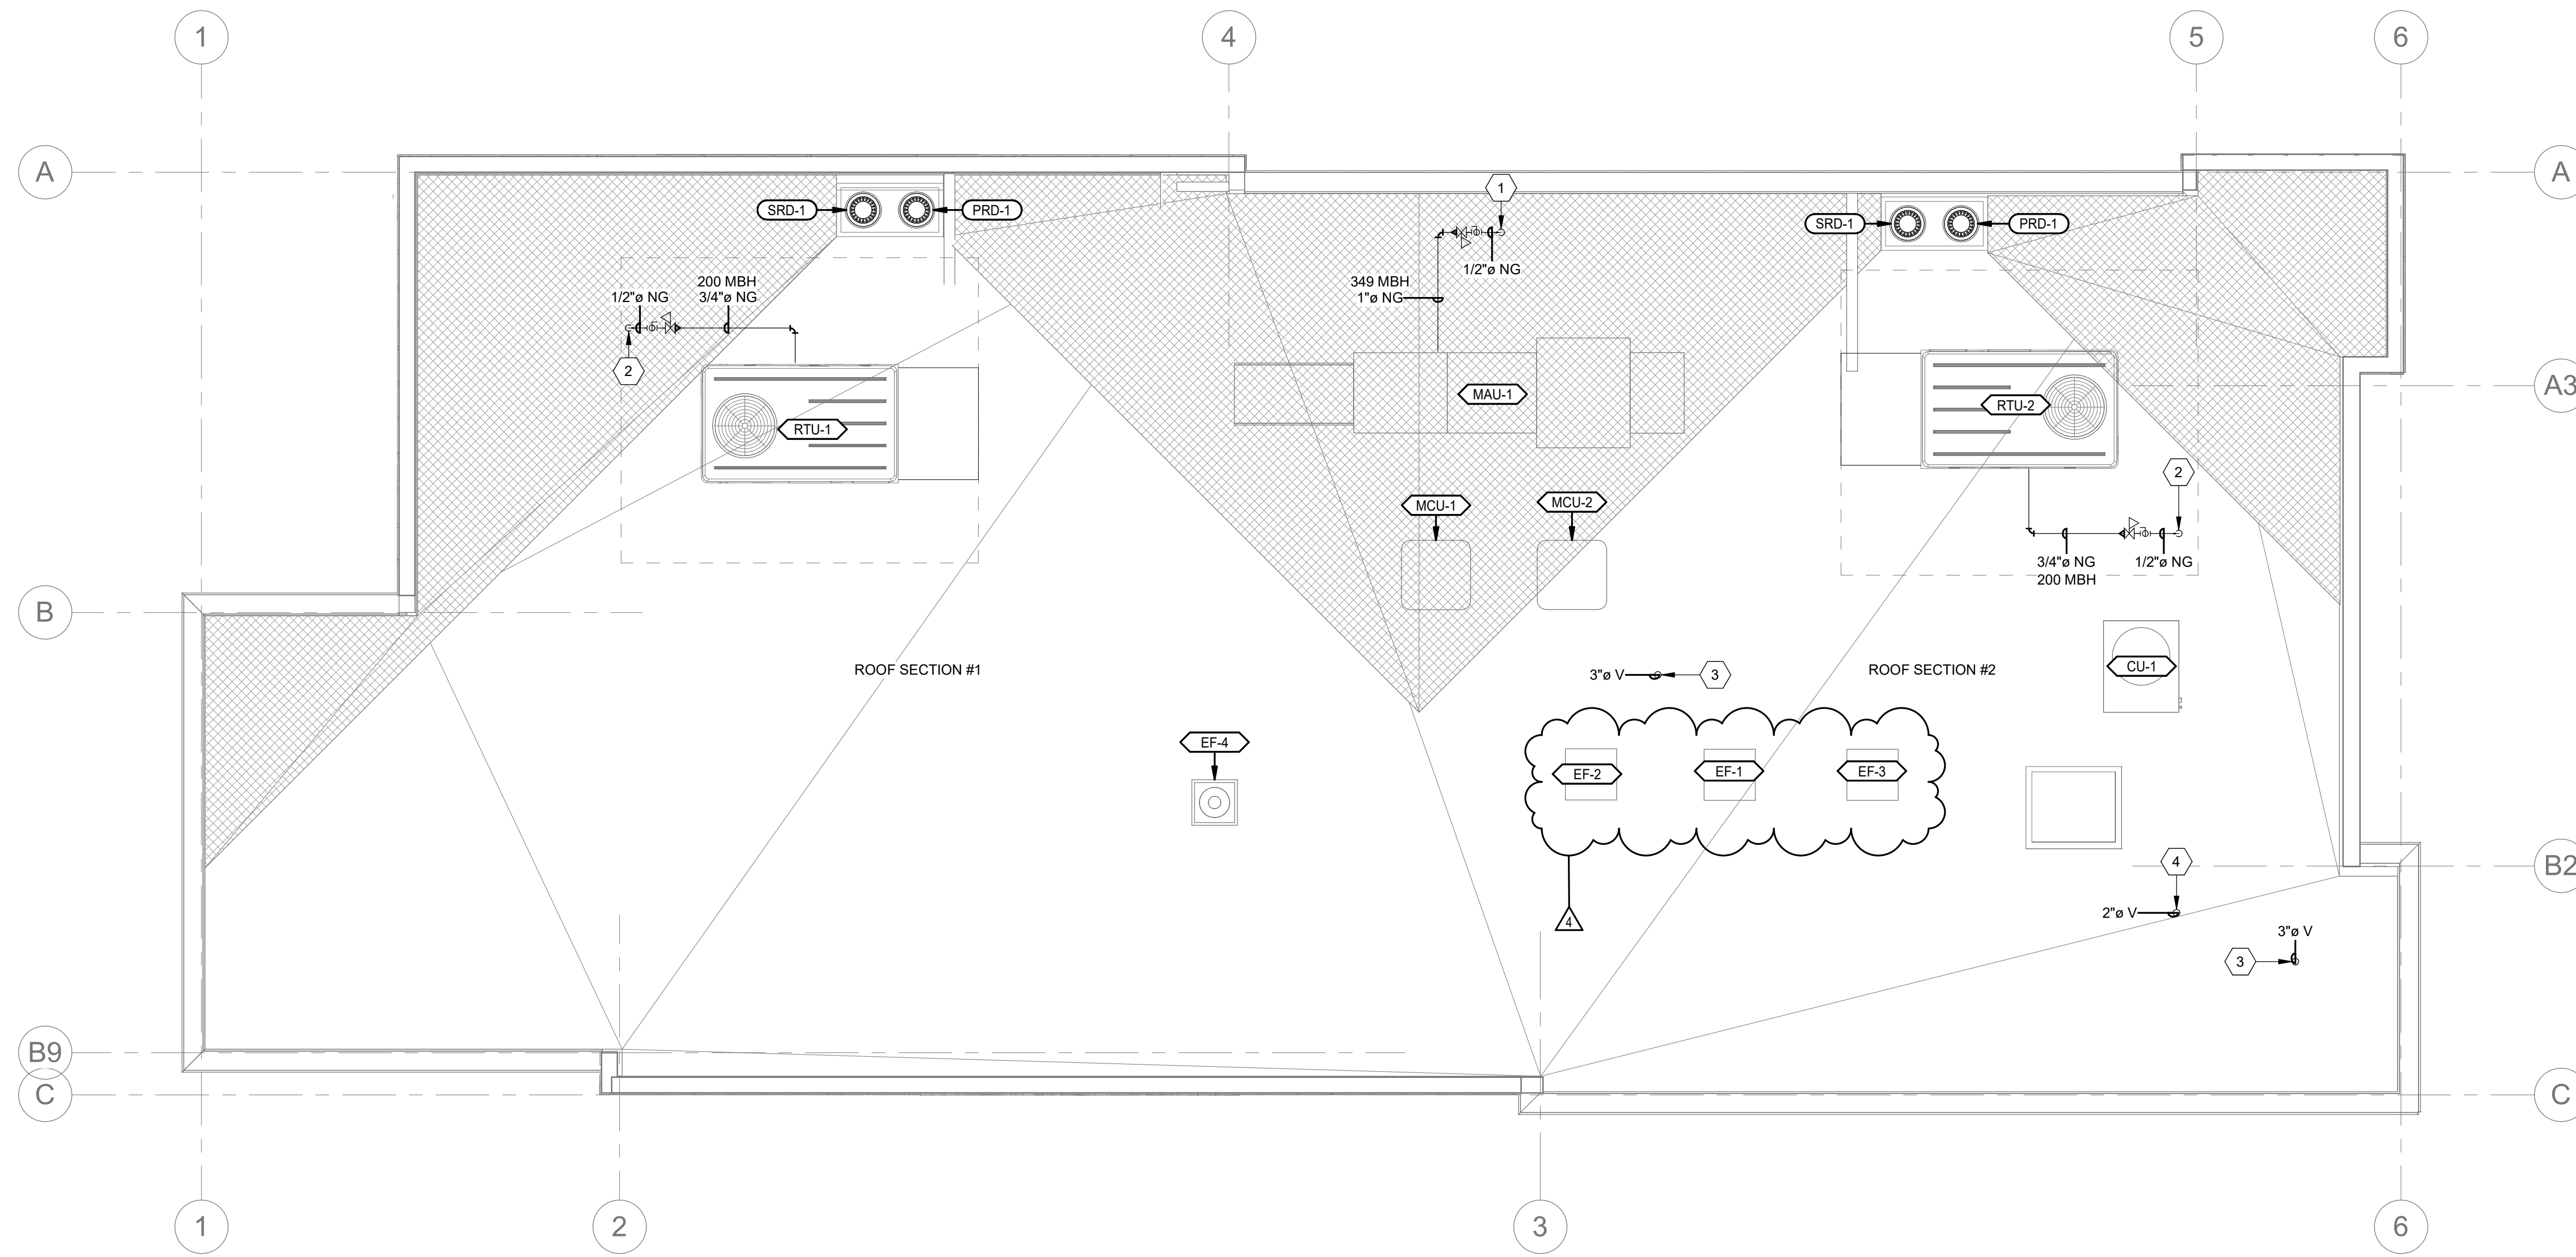 1
4
5
6
A
A
SRD-1
PRD-1
1
SRD-1
PRD-1
1/2"ø NG
349 MBH
1"ø NG
200 MBH
3/4"ø NG
1/2"ø NG
2
A3
MAU-1
RTU-2
RTU-1
2
MCU-1
MCU-2
3/4"ø NG
200 MBH
1/2"ø NG
B
ROOF SECTION #1
3"ø V
3
ROOF SECTION #2
CU-1
EF-4
EF-2
EF-1
EF-3
4
B2
2"ø V
4
3"ø V
3
B9
C
C
1
2
3
6